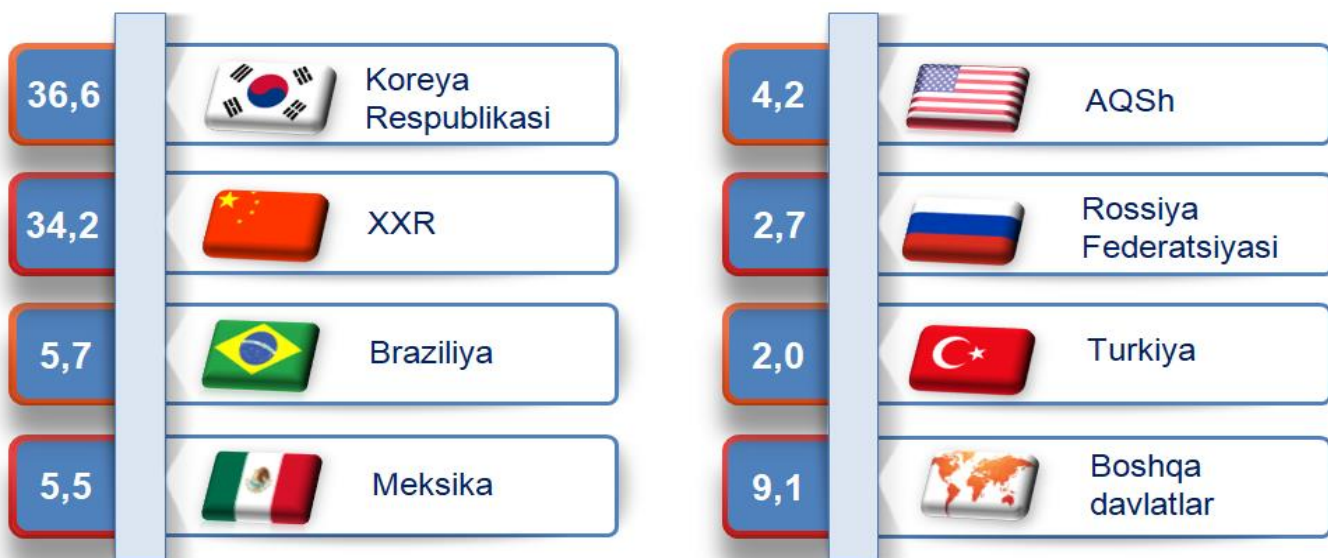 36,6
Koreya
Respublikasi
34,2
XXR
5,7
Braziliya
5,5
Meksika
4,2
AQSh
2,7
Rossiya
Federatsiyasi
2,0
Turkiya
9,1
Boshqa
davlatlar